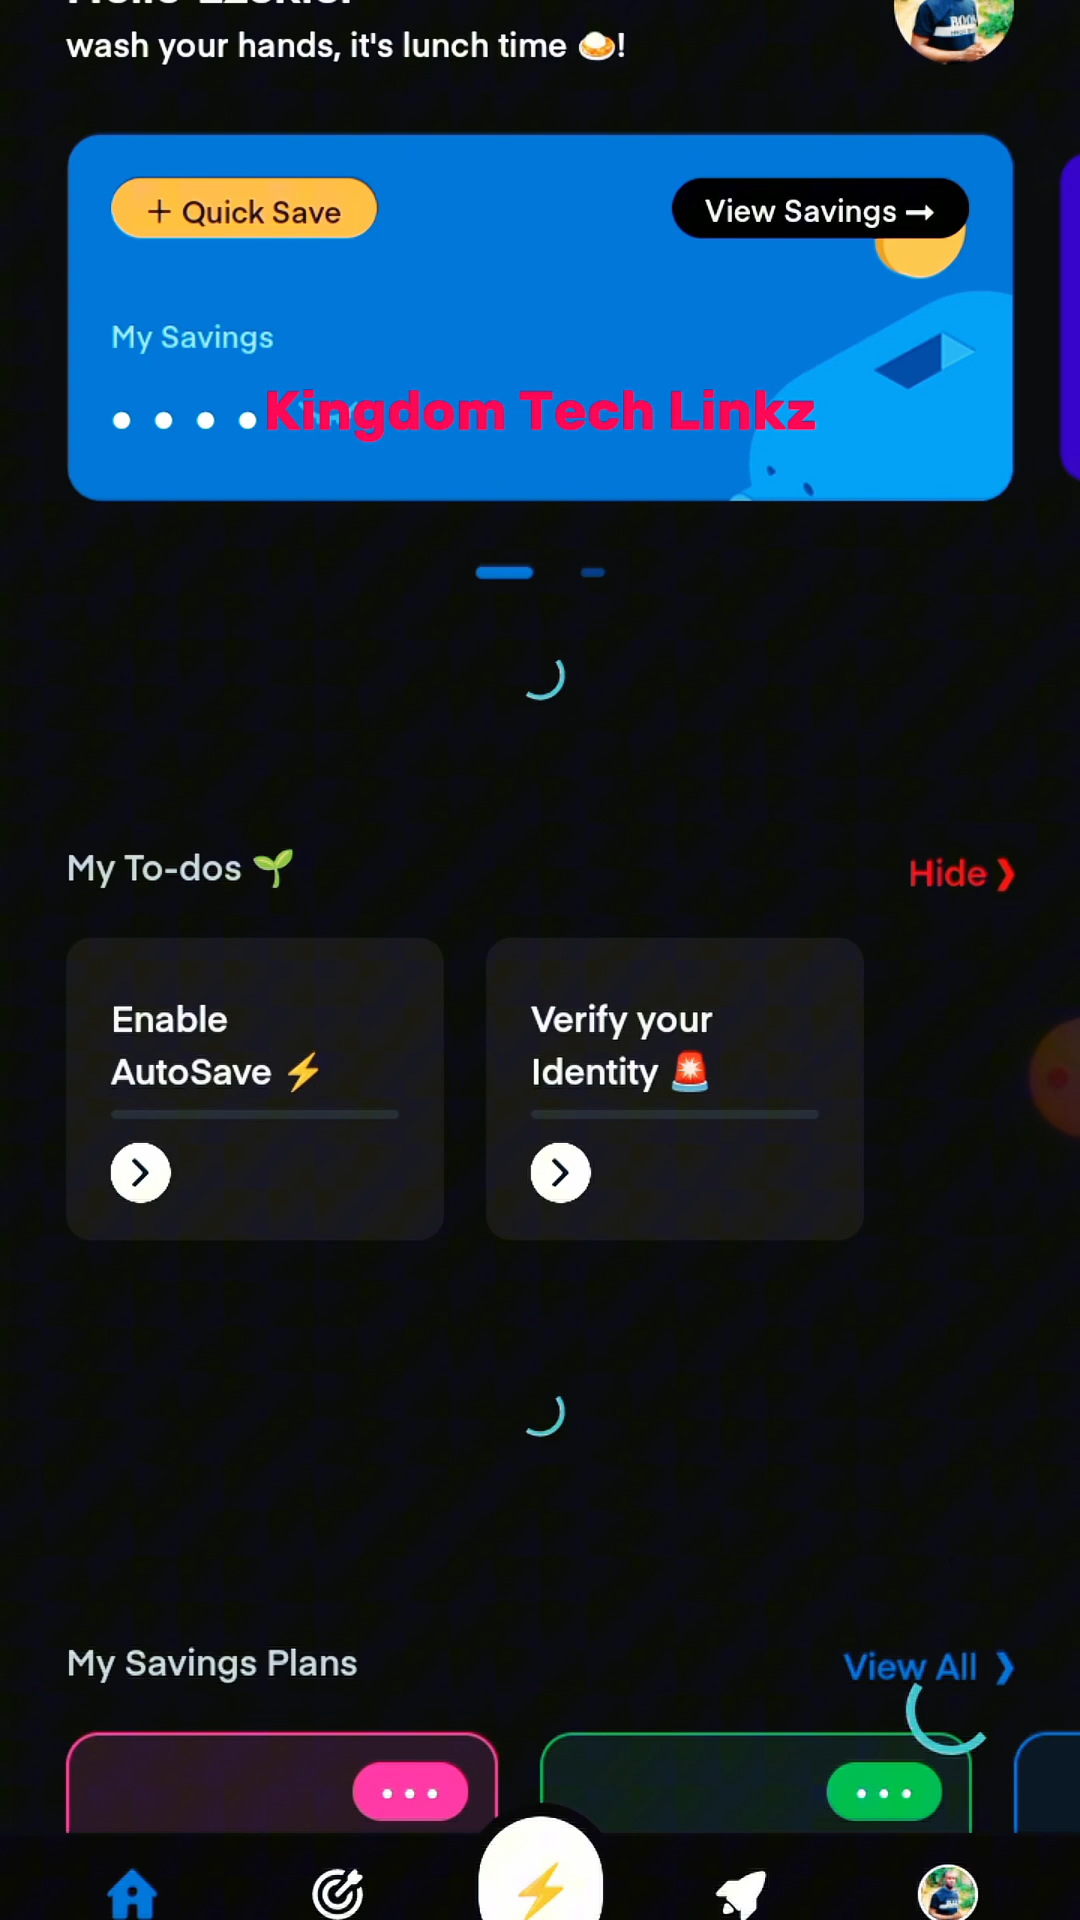 wash your hands, it's lunch time 🍛!
+ Quick Save
View Savings →
My Savings
Kingdom Tech Linkz
My To-dos 🌱
Hide ❯
Enable
AutoSave ⚡
Verify your
Identity 🚨
My Savings Plans
View All ❯